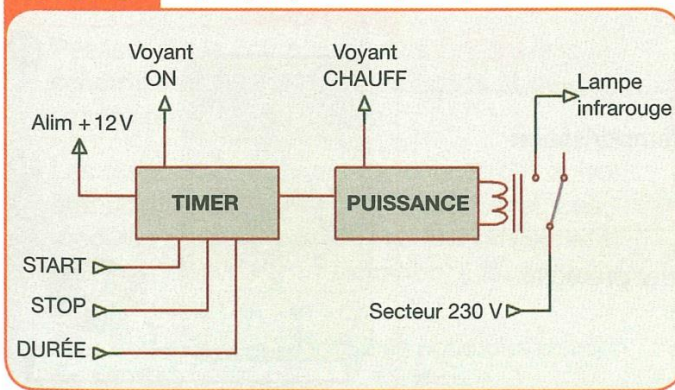 Voyant
ON
Voyant
CHAUFF
Lampe
infrarouge
Alim + 12 V
TIMER
PUISSANCE
START
STOP
Secteur 230 V
DURÉE